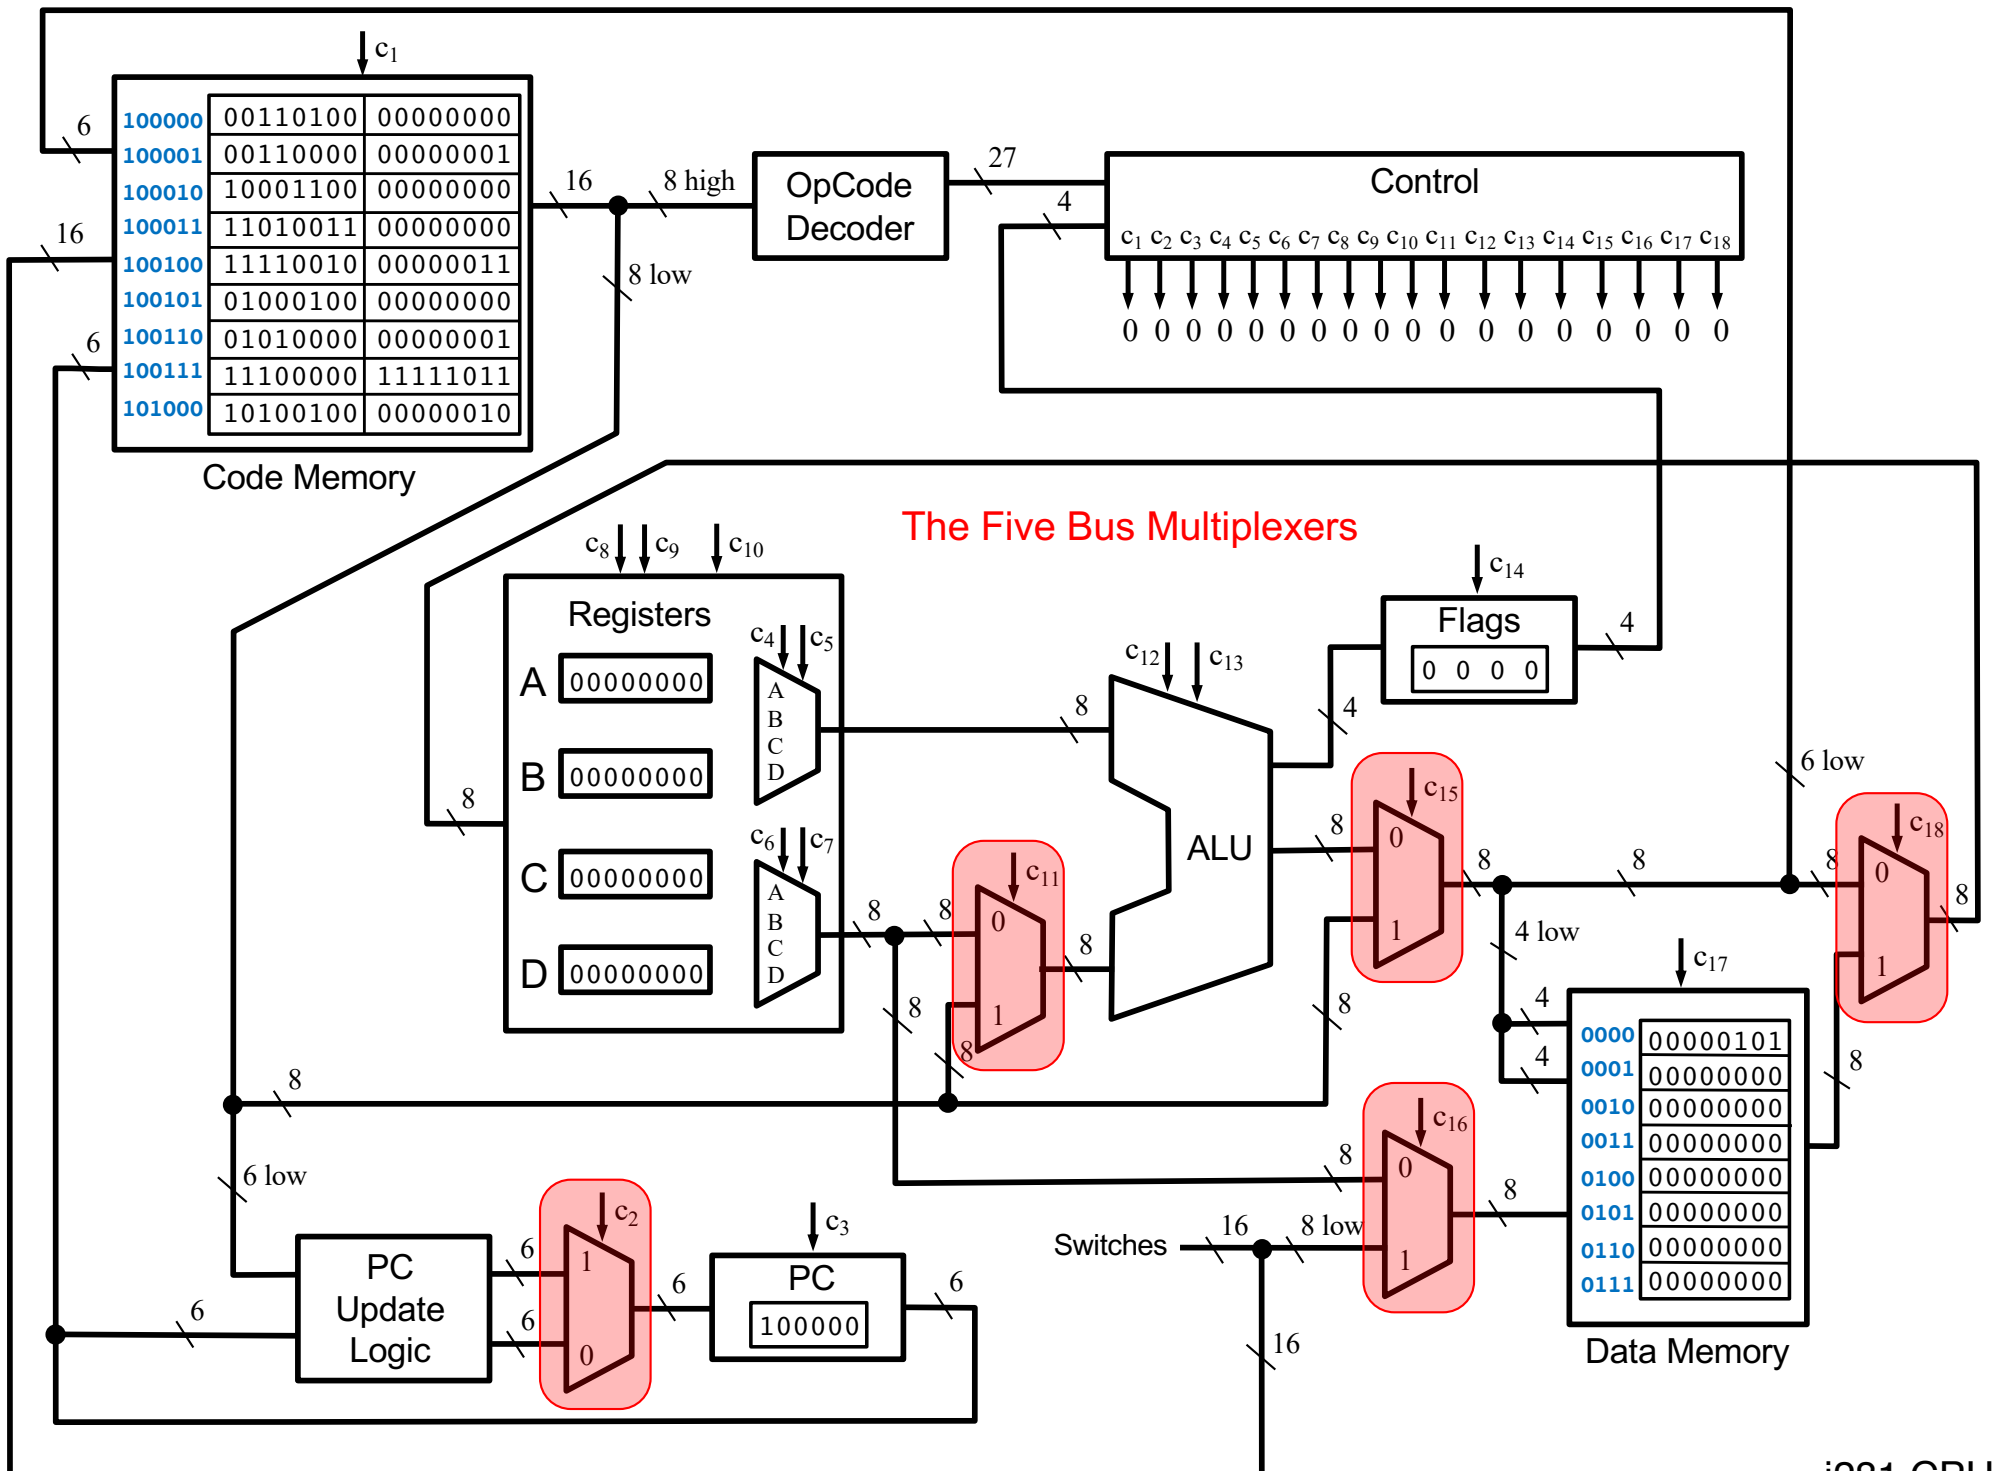 c1
100000 00110100 00000000
100001 00110000 00000001
100010 10001100 00000000
100011 11010011 00000000
100100 11110010 00000011
100101 01000100 00000000
100110 01010000 00000001
100111 11100000 11111011
101000 10100100 00000010
Code Memory
6
16
6
16
8 high
8 low
OpCode
Decoder
27
4
Control
c1 c2 c3 c4 c5 c6 c7 c8 c9 c10 c11 c12 c13 c14 c15 c16 c17 c18
0 0 0 0 0 0 0 0 0 0 0 0 0 0 0 0 0 0
The Five Bus Multiplexers
c8 c9 c10
Registers
A 00000000
B 00000000
C 00000000
D 00000000
c4 c5
A
B
C
D
c6 c7
A
B
C
D
8
8
8
8
8
c11
0
1
8
8
8
c12 c13
ALU
c14
Flags
0 0 0 0
4
4
8
c15
0
1
8
8
8
8
6 low
4 low
c18
0
1
8
8
c17
4
4
0000 00000101
0001 00000000
0010 00000000
0011 00000000
0100 00000000
0101 00000000
0110 00000000
0111 00000000
Data Memory
8
c16
0
1
8
8
Switches
16
8 low
16
8
6 low
6
PC
Update
Logic
6
6
c2
1
0
6
c3
PC
100000
6